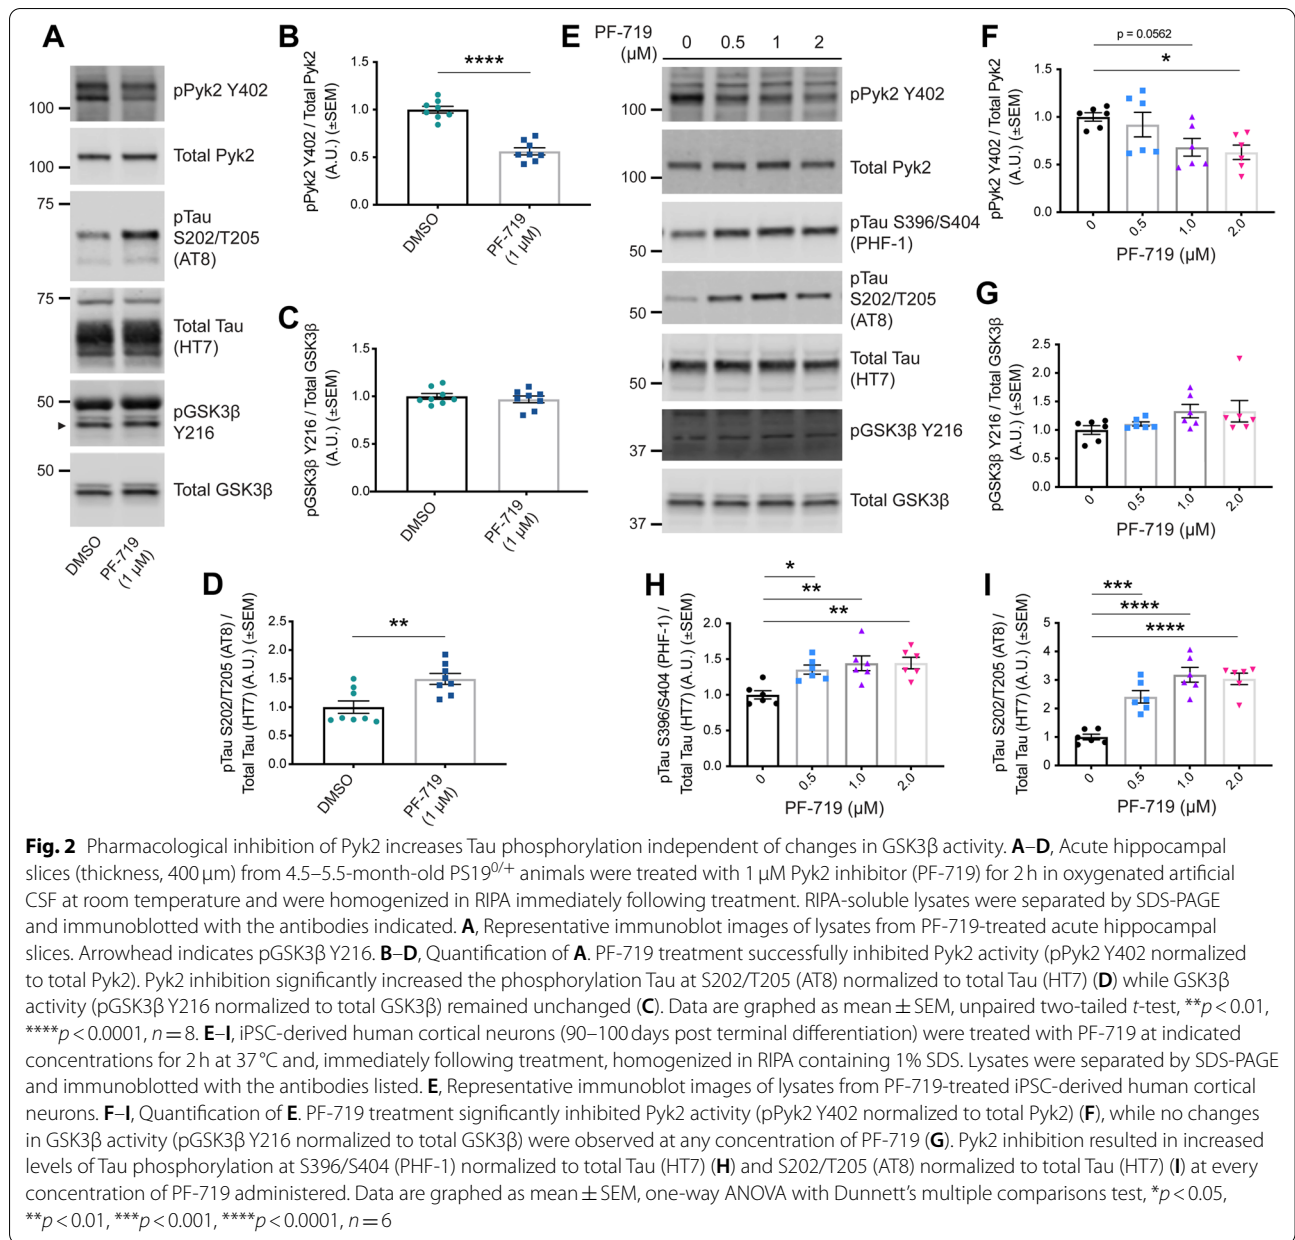 A
100
pPyk2 Y402
100
Total Pyk2
75
pTau
S202/T205
(AT8)
75
Total Tau
(HT7)
50
pGSK3β
Y216
50
Total GSK3β
DMSO
PF-719
(1 µM)
B
pPyk2 Y402 / Total Pyk2
(A.U.) (±SEM)
1.5
1.0
0.5
0.0
****
DMSO
PF-719
(1 µM)
C
pGSK3β Y216 / Total GSK3β
(A.U.) (±SEM)
1.5
1.0
0.5
0.0
DMSO
PF-719
(1 µM)
D
pTau S202/T205 (AT8) /
Total Tau (HT7) (A.U.) (±SEM)
2.5
2.0
1.5
1.0
0.5
0.0
**
DMSO
PF-719
(1 µM)
E
PF-719
(µM)
0 0.5 1 2
100
pPyk2 Y402
100
Total Pyk2
50
pTau S396/S404
(PHF-1)
50
pTau
S202/T205
(AT8)
50
Total Tau
(HT7)
37
pGSK3β Y216
37
Total GSK3β
F
pPyk2 Y402 / Total Pyk2
(A.U.) (±SEM)
1.5
1.0
0.5
0.0
p = 0.0562
*
0 0.5 1.0 2.0
PF-719 (µM)
G
pGSK3β Y216 / Total GSK3β
(A.U.) (±SEM)
2.5
2.0
1.5
1.0
0.5
0.0
0 0.5 1.0 2.0
PF-719 (µM)
H
pTau S396/S404 (PHF-1) /
Total Tau (HT7) (A.U.) (±SEM)
2.0
1.5
1.0
0.5
0.0
*
**
**
0 0.5 1.0 2.0
PF-719 (µM)
I
pTau S202/T205 (AT8) /
Total Tau (HT7) (A.U.) (±SEM)
5
4
3
2
1
0
***
****
****
0 0.5 1.0 2.0
PF-719 (µM)
Fig. 2 Pharmacological inhibition of Pyk2 increases Tau phosphorylation independent of changes in GSK3β activity. A–D, Acute hippocampal
slices (thickness, 400 µm) from 4.5–5.5-month-old PS19⁰/⁺ animals were treated with 1 µM Pyk2 inhibitor (PF-719) for 2 h in oxygenated artificial
CSF at room temperature and were homogenized in RIPA immediately following treatment. RIPA-soluble lysates were separated by SDS-PAGE
and immunoblotted with the antibodies indicated. A, Representative immunoblot images of lysates from PF-719-treated acute hippocampal
slices. Arrowhead indicates pGSK3β Y216. B–D, Quantification of A. PF-719 treatment successfully inhibited Pyk2 activity (pPyk2 Y402 normalized
to total Pyk2). Pyk2 inhibition significantly increased the phosphorylation Tau at S202/T205 (AT8) normalized to total Tau (HT7) (D) while GSK3β
activity (pGSK3β Y216 normalized to total GSK3β) remained unchanged (C). Data are graphed as mean ± SEM, unpaired two-tailed t-test, **p < 0.01,
****p < 0.0001, n = 8. E–I, iPSC-derived human cortical neurons (90–100 days post terminal differentiation) were treated with PF-719 at indicated
concentrations for 2 h at 37 °C and, immediately following treatment, homogenized in RIPA containing 1% SDS. Lysates were separated by SDS-PAGE
and immunoblotted with the antibodies listed. E, Representative immunoblot images of lysates from PF-719-treated iPSC-derived human cortical
neurons. F–I, Quantification of E. PF-719 treatment significantly inhibited Pyk2 activity (pPyk2 Y402 normalized to total Pyk2) (F), while no changes
in GSK3β activity (pGSK3β Y216 normalized to total GSK3β) were observed at any concentration of PF-719 (G). Pyk2 inhibition resulted in increased
levels of Tau phosphorylation at S396/S404 (PHF-1) normalized to total Tau (HT7) (H) and S202/T205 (AT8) normalized to total Tau (HT7) (I) at every
concentration of PF-719 administered. Data are graphed as mean ± SEM, one-way ANOVA with Dunnett's multiple comparisons test, *p < 0.05,
**p < 0.01, ***p < 0.001, ****p < 0.0001, n = 6